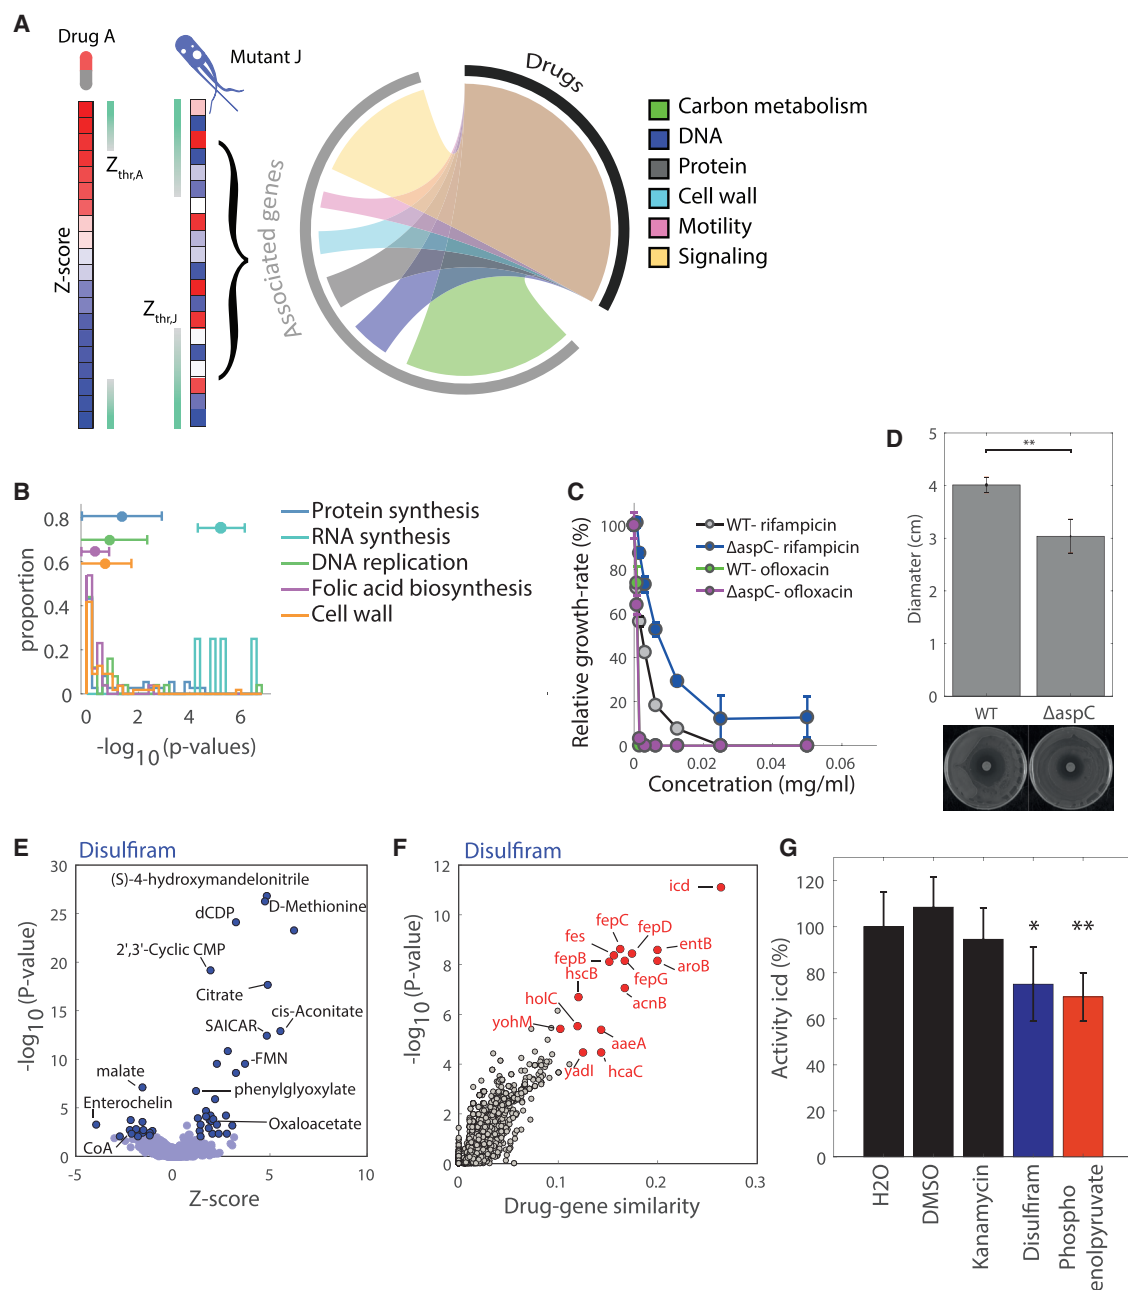 A
Drug A
Mutant J
Zthr,A
Zthr,J
Z-score
Associated genes
Drugs
Carbon metabolism
DNA
Protein
Cell wall
Motility
Signaling
B
proportion
0.8
0.6
0.4
0.2
0
0 2 4 6
-log10(p-values)
Protein synthesis
RNA synthesis
DNA replication
Folic acid biosynthesis
Cell wall
C
Relative growth-rate (%)
100
80
60
40
20
0
0 0.02 0.04 0.06
Concetration (mg/ml)
WT- rifampicin
ΔaspC- rifampicin
WT- ofloxacin
ΔaspC- ofloxacin
D
Diameter (cm)
5
4
3
2
1
0
**
WT ΔaspC
E
Disulfiram
-log10(P-value)
30
25
20
15
10
5
0
-5 0 5 10
Z-score
(S)-4-hydroxymandelonitrile
D-Methionine
dCDP
2',3'-Cyclic CMP
Citrate
cis-Aconitate
SAICAR
-FMN
malate
phenylglyoxylate
Enterochelin
Oxaloacetate
CoA
F
Disulfiram
-log10(P-value)
12
10
8
6
4
2
0
0 0.1 0.2 0.3
Drug-gene similarity
icd
fepC
fepD
fes
entB
fepB
aroB
hscB
fepG
acnB
holC
yohM
aaeA
yadI
hcaC
G
Activity icd (%)
120
100
80
60
40
20
0
* **
H2O
DMSO
Kanamycin
Disulfiram
Phospho
enolpyruvate